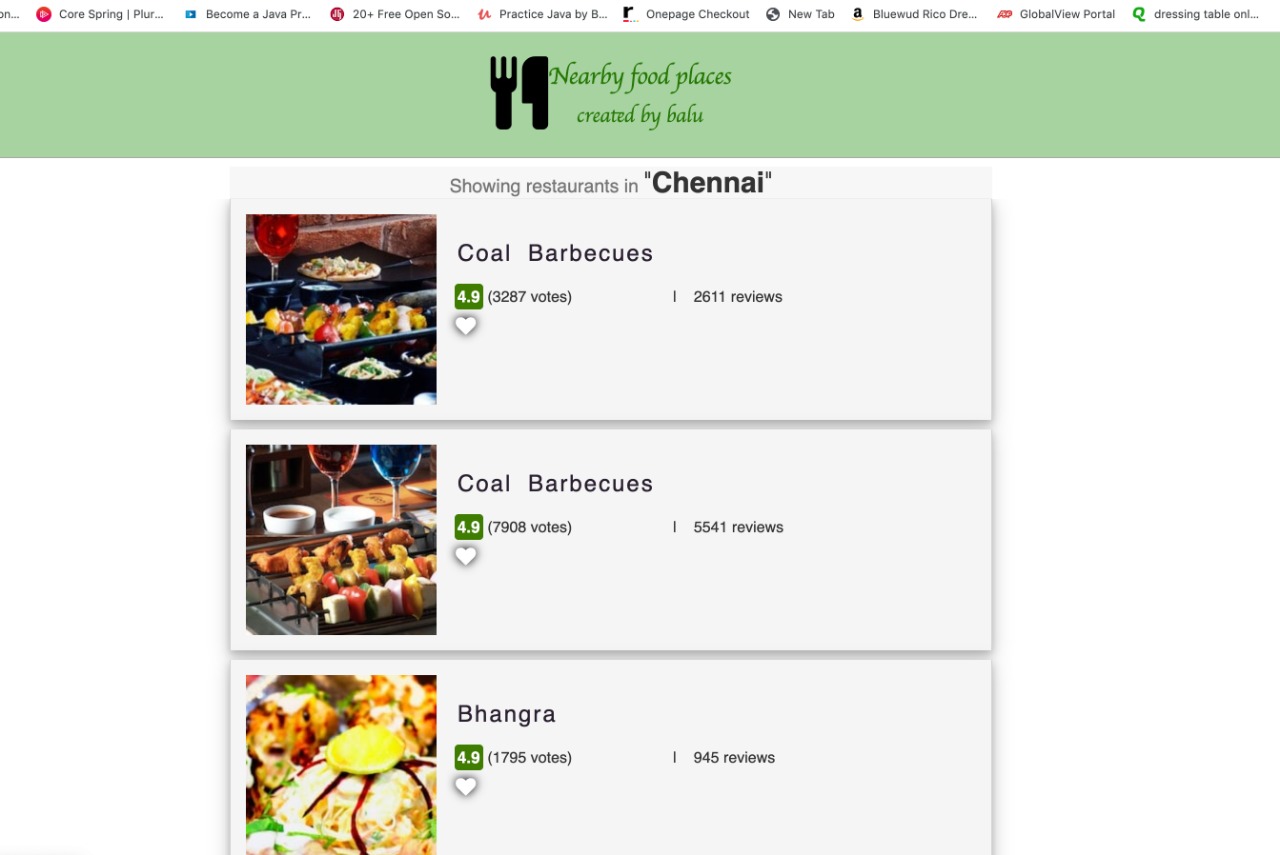 on...  Core Spring | Plur...  Become a Java Pr...  20+ Free Open So...  Practice Java by B...  Onepage Checkout  New Tab  Bluewud Rico Dre...  GlobalView Portal  dressing table onl...
Nearby food places
created by balu
Showing restaurants in "Chennai"
Coal Barbecues
4.9 (3287 votes) | 2611 reviews
Coal Barbecues
4.9 (7908 votes) | 5541 reviews
Bhangra
4.9 (1795 votes) | 945 reviews